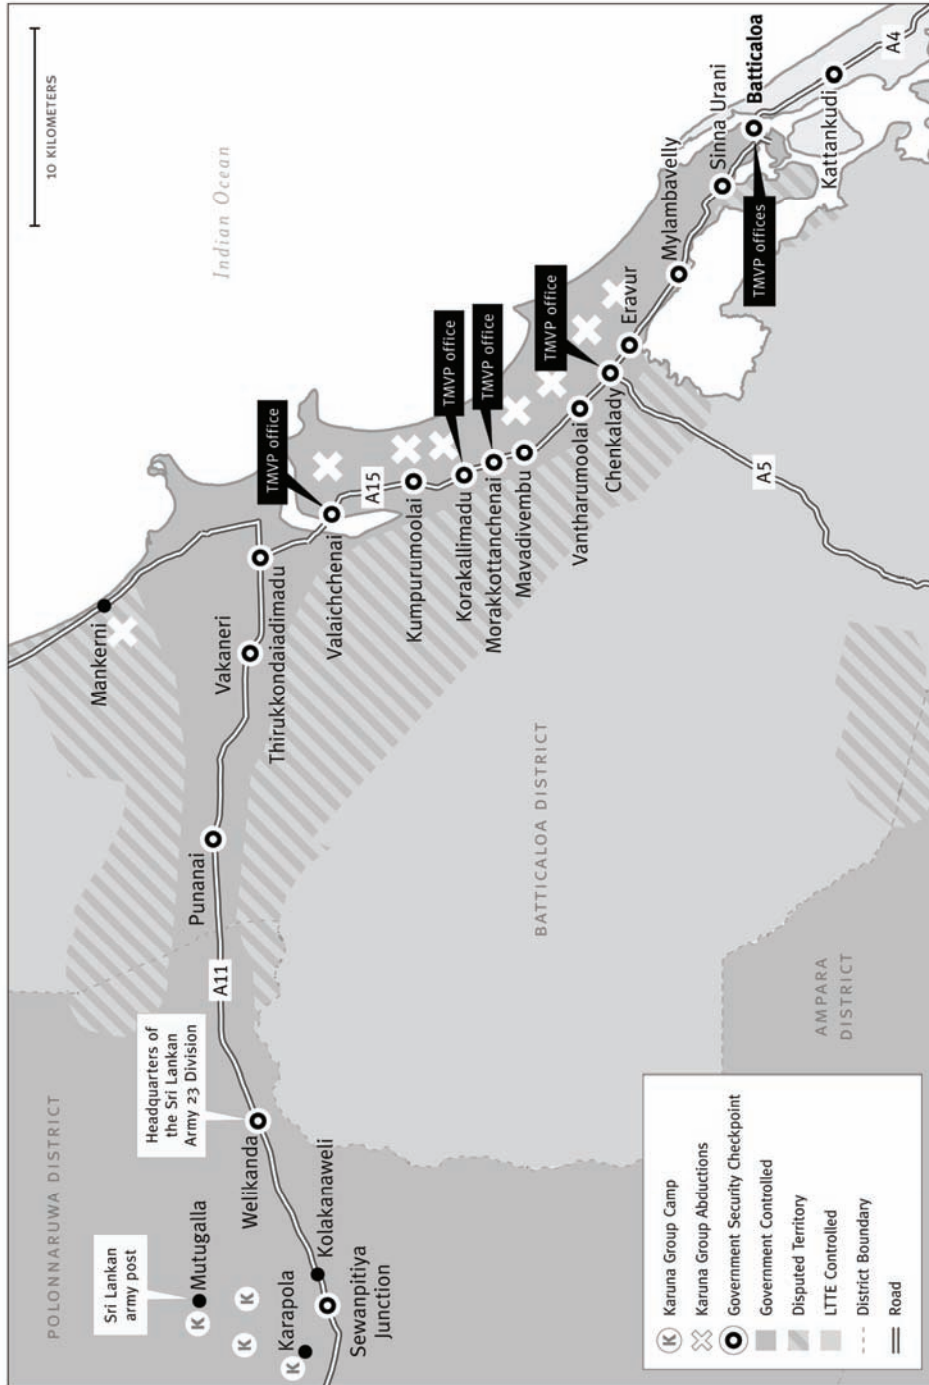 POLONNARUWA DISTRICT
Sri Lankan
army post
Mutugalla
K
K
K
K
Karapola
Kolakanaweli
Sewanpitiya
Junction
Welikanda
Headquarters of
the Sri Lankan
Army 23 Division
A11
Punanai
Vakaneri
Mankerni
Thirukkondaiadimadu
TMVP office
Valaichchenai
A15
Kumpurumoolai
TMVP office
Korakallimadu
TMVP office
Morakkottanchenai
Mavadivembu
Vantharumoolai
TMVP office
Chenkalady
Eravur
Mylambavelly
Sinna Urani
Batticaloa
TMVP offices
Kattankudi
A4
A5
Indian Ocean
10 KILOMETERS
BATTICALOA DISTRICT
AMPARA
DISTRICT
K Karuna Group Camp
Karuna Group Abductions
Government Security Checkpoint
Government Controlled
Disputed Territory
LTTE Controlled
District Boundary
Road